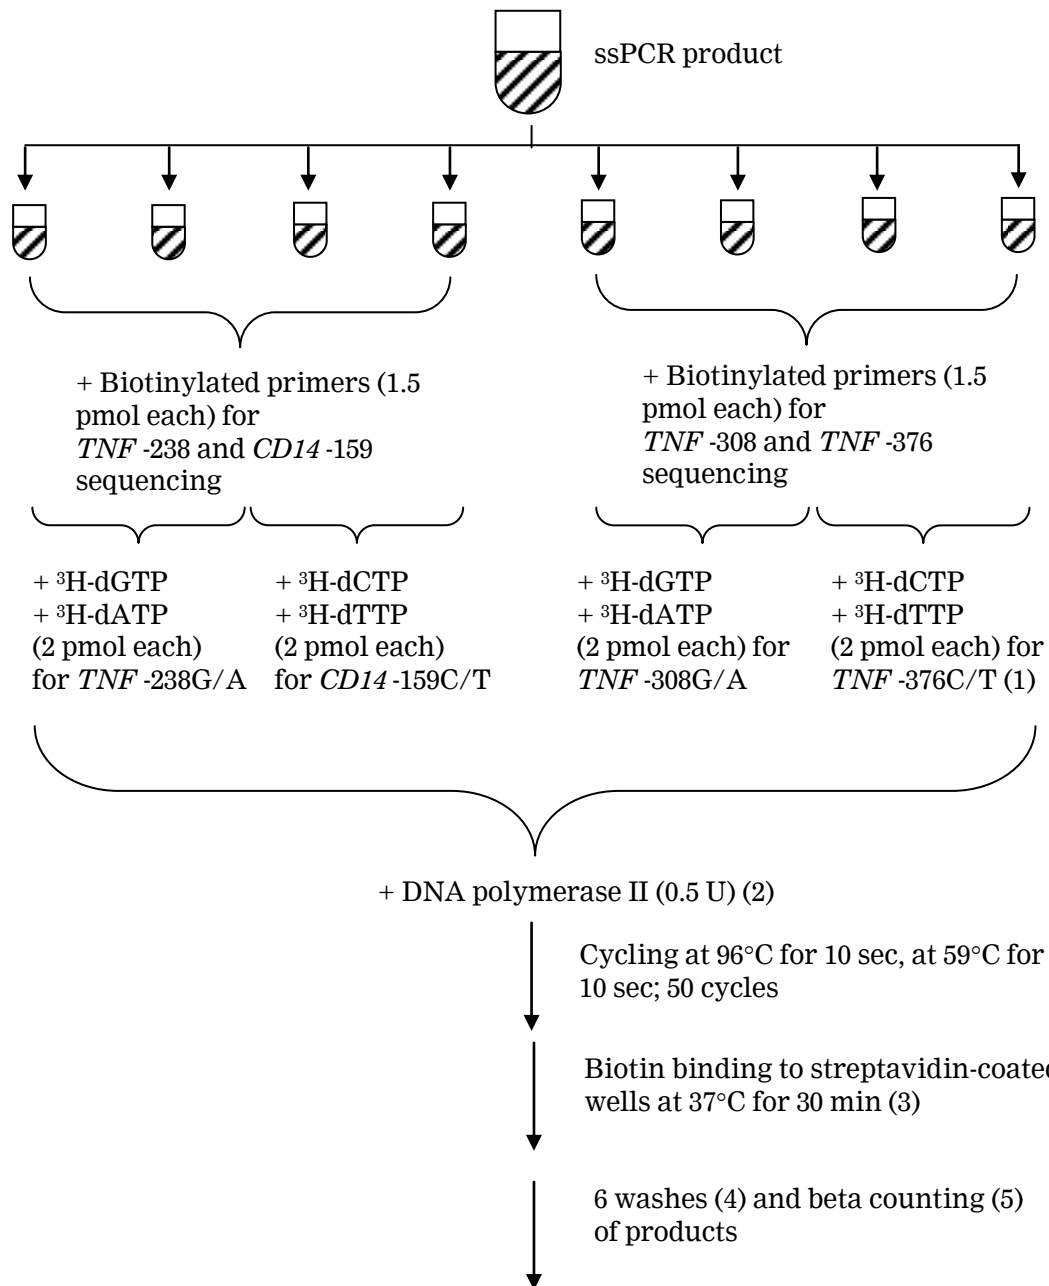 ssPCR product
+ Biotinylated primers (1.5
pmol each) for
TNF -238 and CD14 -159
sequencing
+ Biotinylated primers (1.5
pmol each) for
TNF -308 and TNF -376
sequencing
+ ³H-dGTP
+ ³H-dATP
(2 pmol each)
for TNF -238G/A
+ ³H-dCTP
+ ³H-dTTP
(2 pmol each)
for CD14 -159C/T
+ ³H-dGTP
+ ³H-dATP
(2 pmol each) for
TNF -308G/A
+ ³H-dCTP
+ ³H-dTTP
(2 pmol each) for
TNF -376C/T (1)
+ DNA polymerase II (0.5 U) (2)
Cycling at 96°C for 10 sec, at 59°C for
10 sec; 50 cycles
Biotin binding to streptavidin-coated
wells at 37°C for 30 min (3)
6 washes (4) and beta counting (5)
of products